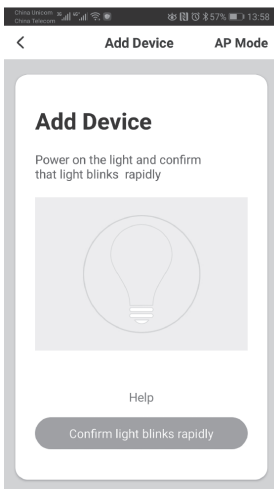 China Unicom
China Telecom 57% 13:58
Add Device AP Mode
Add Device
Power on the light and confirm
that light blinks rapidly
Help
Confirm light blinks rapidly